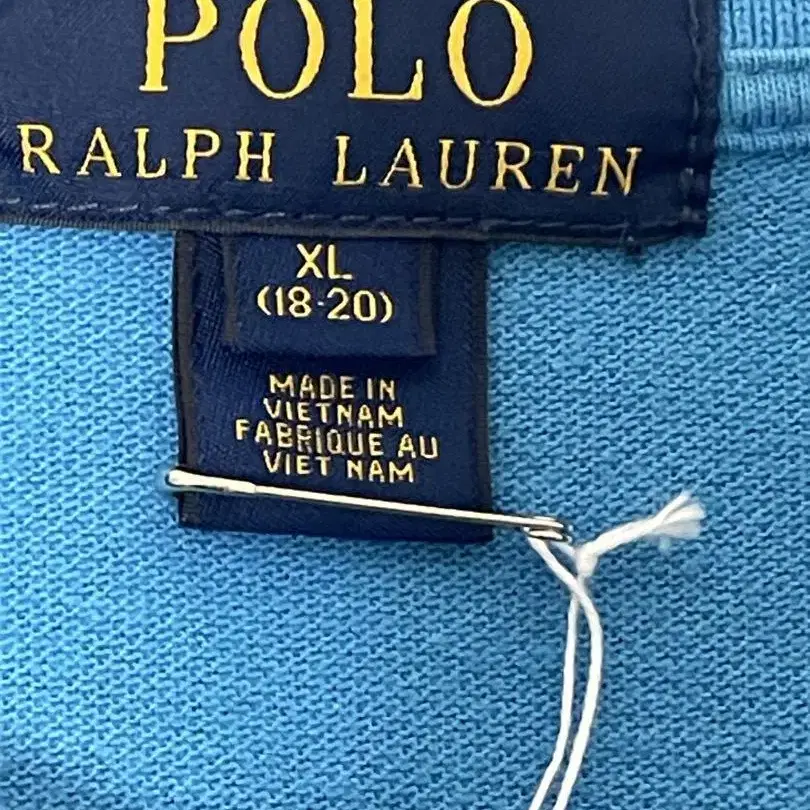 POLO
RALPH LAUREN
XL
(18-20)
MADE IN
VIETNAM
FABRIQUE AU
VIET NAM